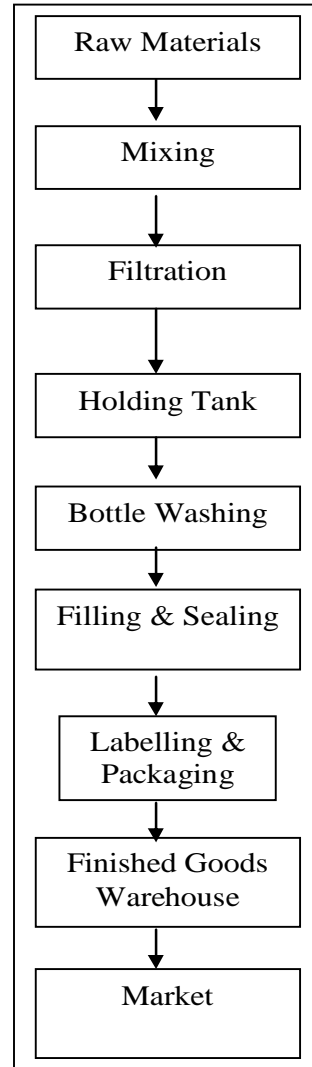 Raw Materials
Mixing
Filtration
Holding Tank
Bottle Washing
Filling & Sealing
Labelling &
Packaging
Finished Goods
Warehouse
Market